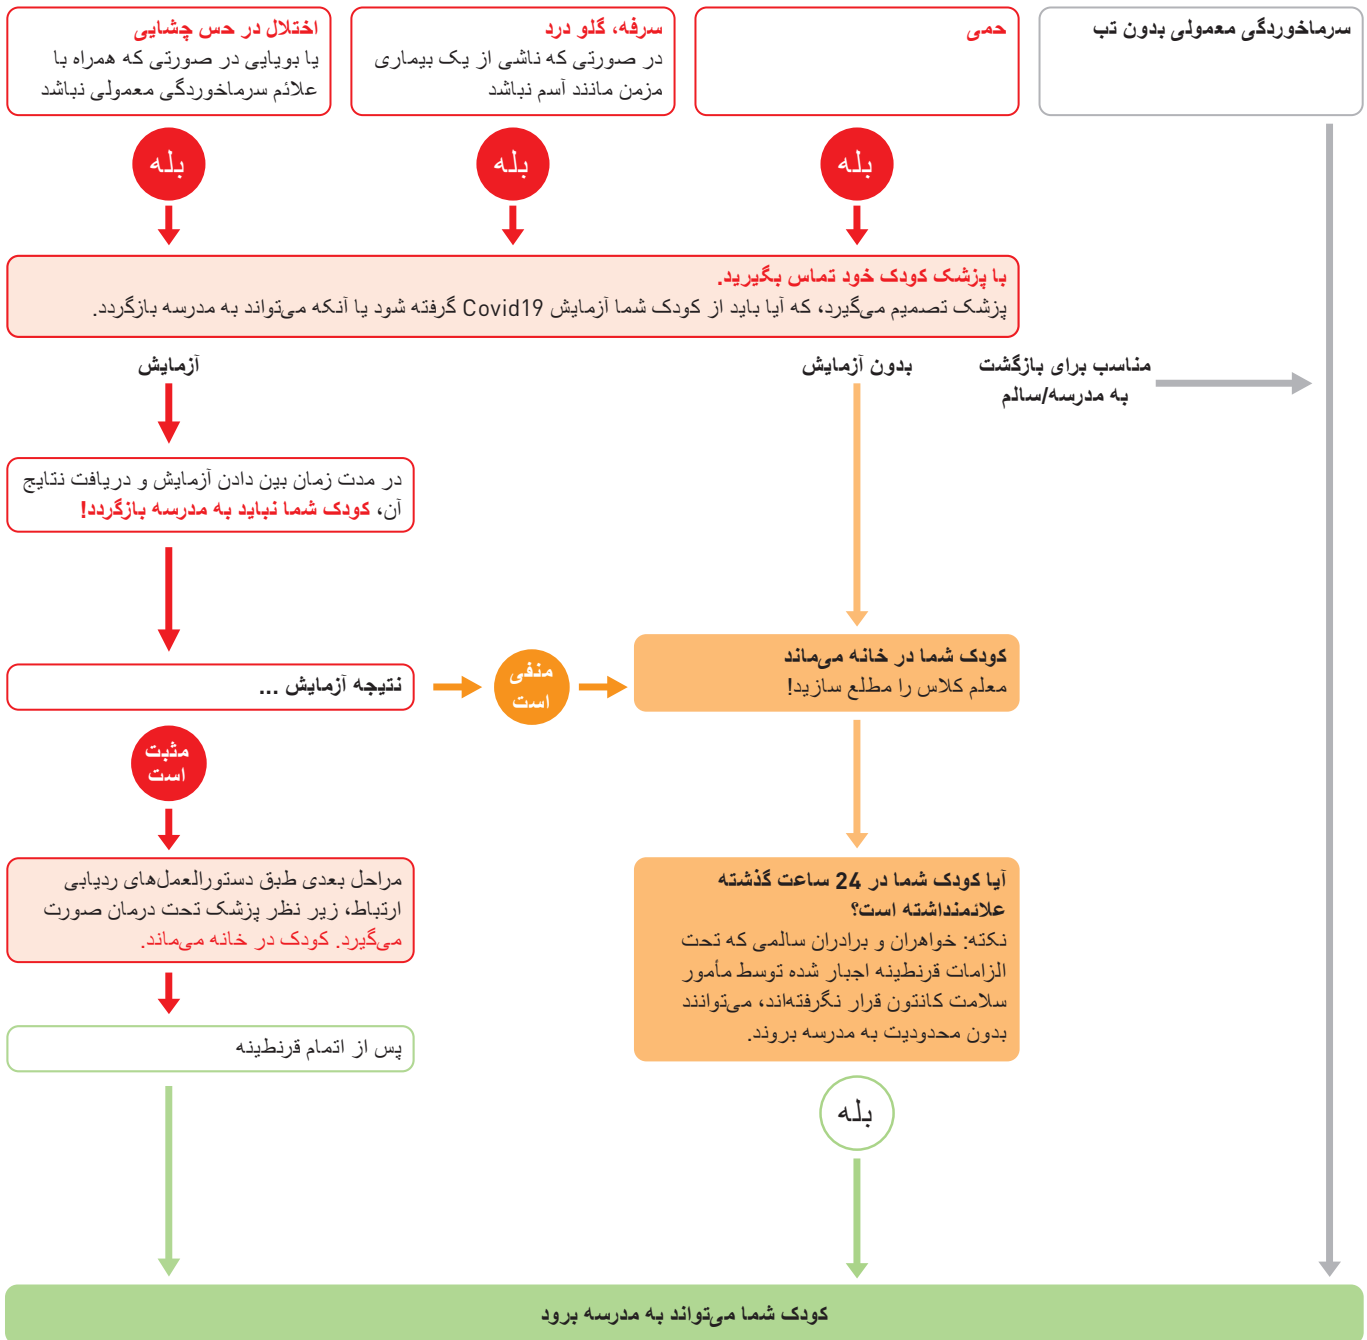 سرماخوردگی معمولی بدون تب
حمی
سرفه، گلو درد
در صورتی که ناشی از یک بیماری
مزمن مانند آسم نباشد
اختلال در حس چشایی
یا بویایی در صورتی که همراه با
علائم سرماخوردگی معمولی نباشد
بله
بله
بله
با پزشک کودک خود تماس بگیرید.
پزشک تصمیم می‌گیرد، که آیا باید از کودک شما آزمایش Covid19 گرفته شود یا آنکه می‌تواند به مدرسه بازگردد.
مناسب برای بازگشت
به مدرسه/سالم
بدون آزمایش
آزمایش
در مدت زمان بین دادن آزمایش و دریافت نتایج
آن، کودک شما نباید به مدرسه بازگردد!
نتیجه آزمایش ...
منفی
است
کودک شما در خانه می‌ماند
معلم کلاس را مطلع سازید!
مثبت
است
مراحل بعدی طبق دستورالعمل‌های ردیابی
ارتباط، زیر نظر پزشک تحت درمان صورت
می‌گیرد. کودک در خانه می‌ماند.
آیا کودک شما در 24 ساعت گذشته
علائمنداشته است؟
نکته: خواهران و برادران سالمی که تحت
الزامات قرنطینه اجبار شده توسط مأمور
سلامت کانتون قرار نگرفته‌اند، می‌توانند
بدون محدودیت به مدرسه بروند.
پس از اتمام قرنطینه
بله
کودک شما می‌تواند به مدرسه برود